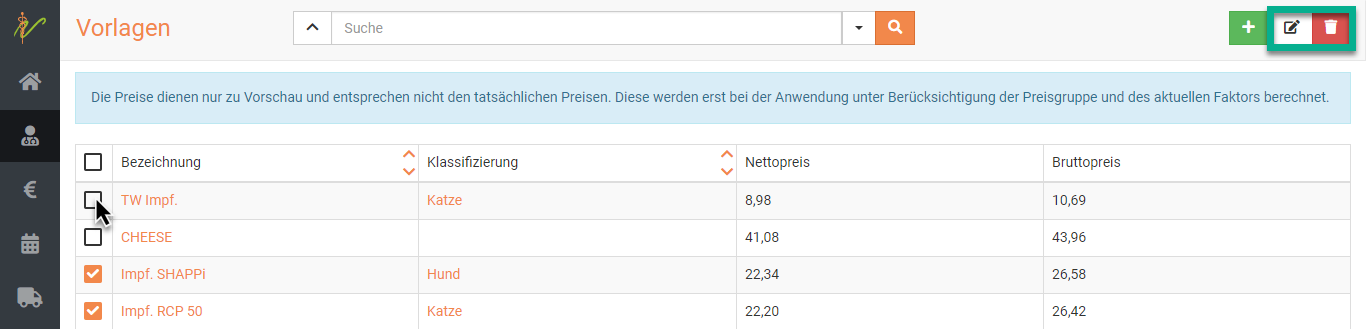 Vorlagen
Suche
Die Preise dienen nur zu Vorschau und entsprechen nicht den tatsächlichen Preisen. Diese werden erst bei der Anwendung unter Berücksichtigung der Preisgruppe und des aktuellen Faktors berechnet.
Bezeichnung Klassifizierung Nettopreis Bruttopreis
TW Impf. Katze 8,98 10,69
CHEESE 41,08 43,96
Impf. SHAPPi Hund 22,34 26,58
Impf. RCP 50 Katze 22,20 26,42